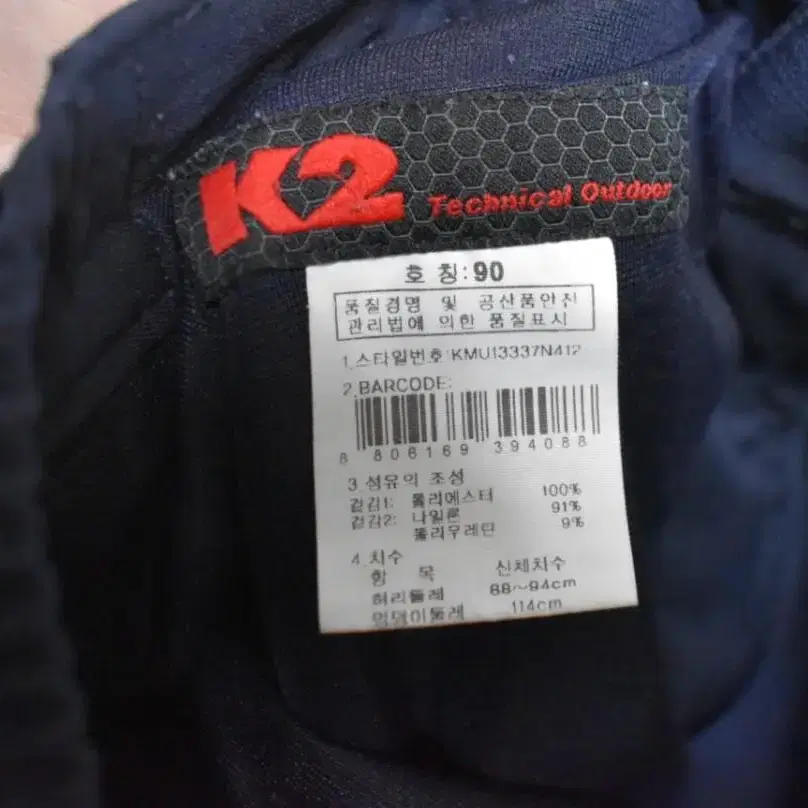 K2 Technical Outdoor
호 칭:90
품질경명 및 공산품안전
관리법에 의한 품질표시
1.스타일번호:KMU13337N412
2.BARCODE:
8 806169 394088
3 섬유의 조성
겉감1: 폴리에스터 100%
겉감2: 나일론 91%
폴리우레탄 9%
4.치수
항 목 신체치수
허리둘레 88~94cm
엉덩이둘레 114cm